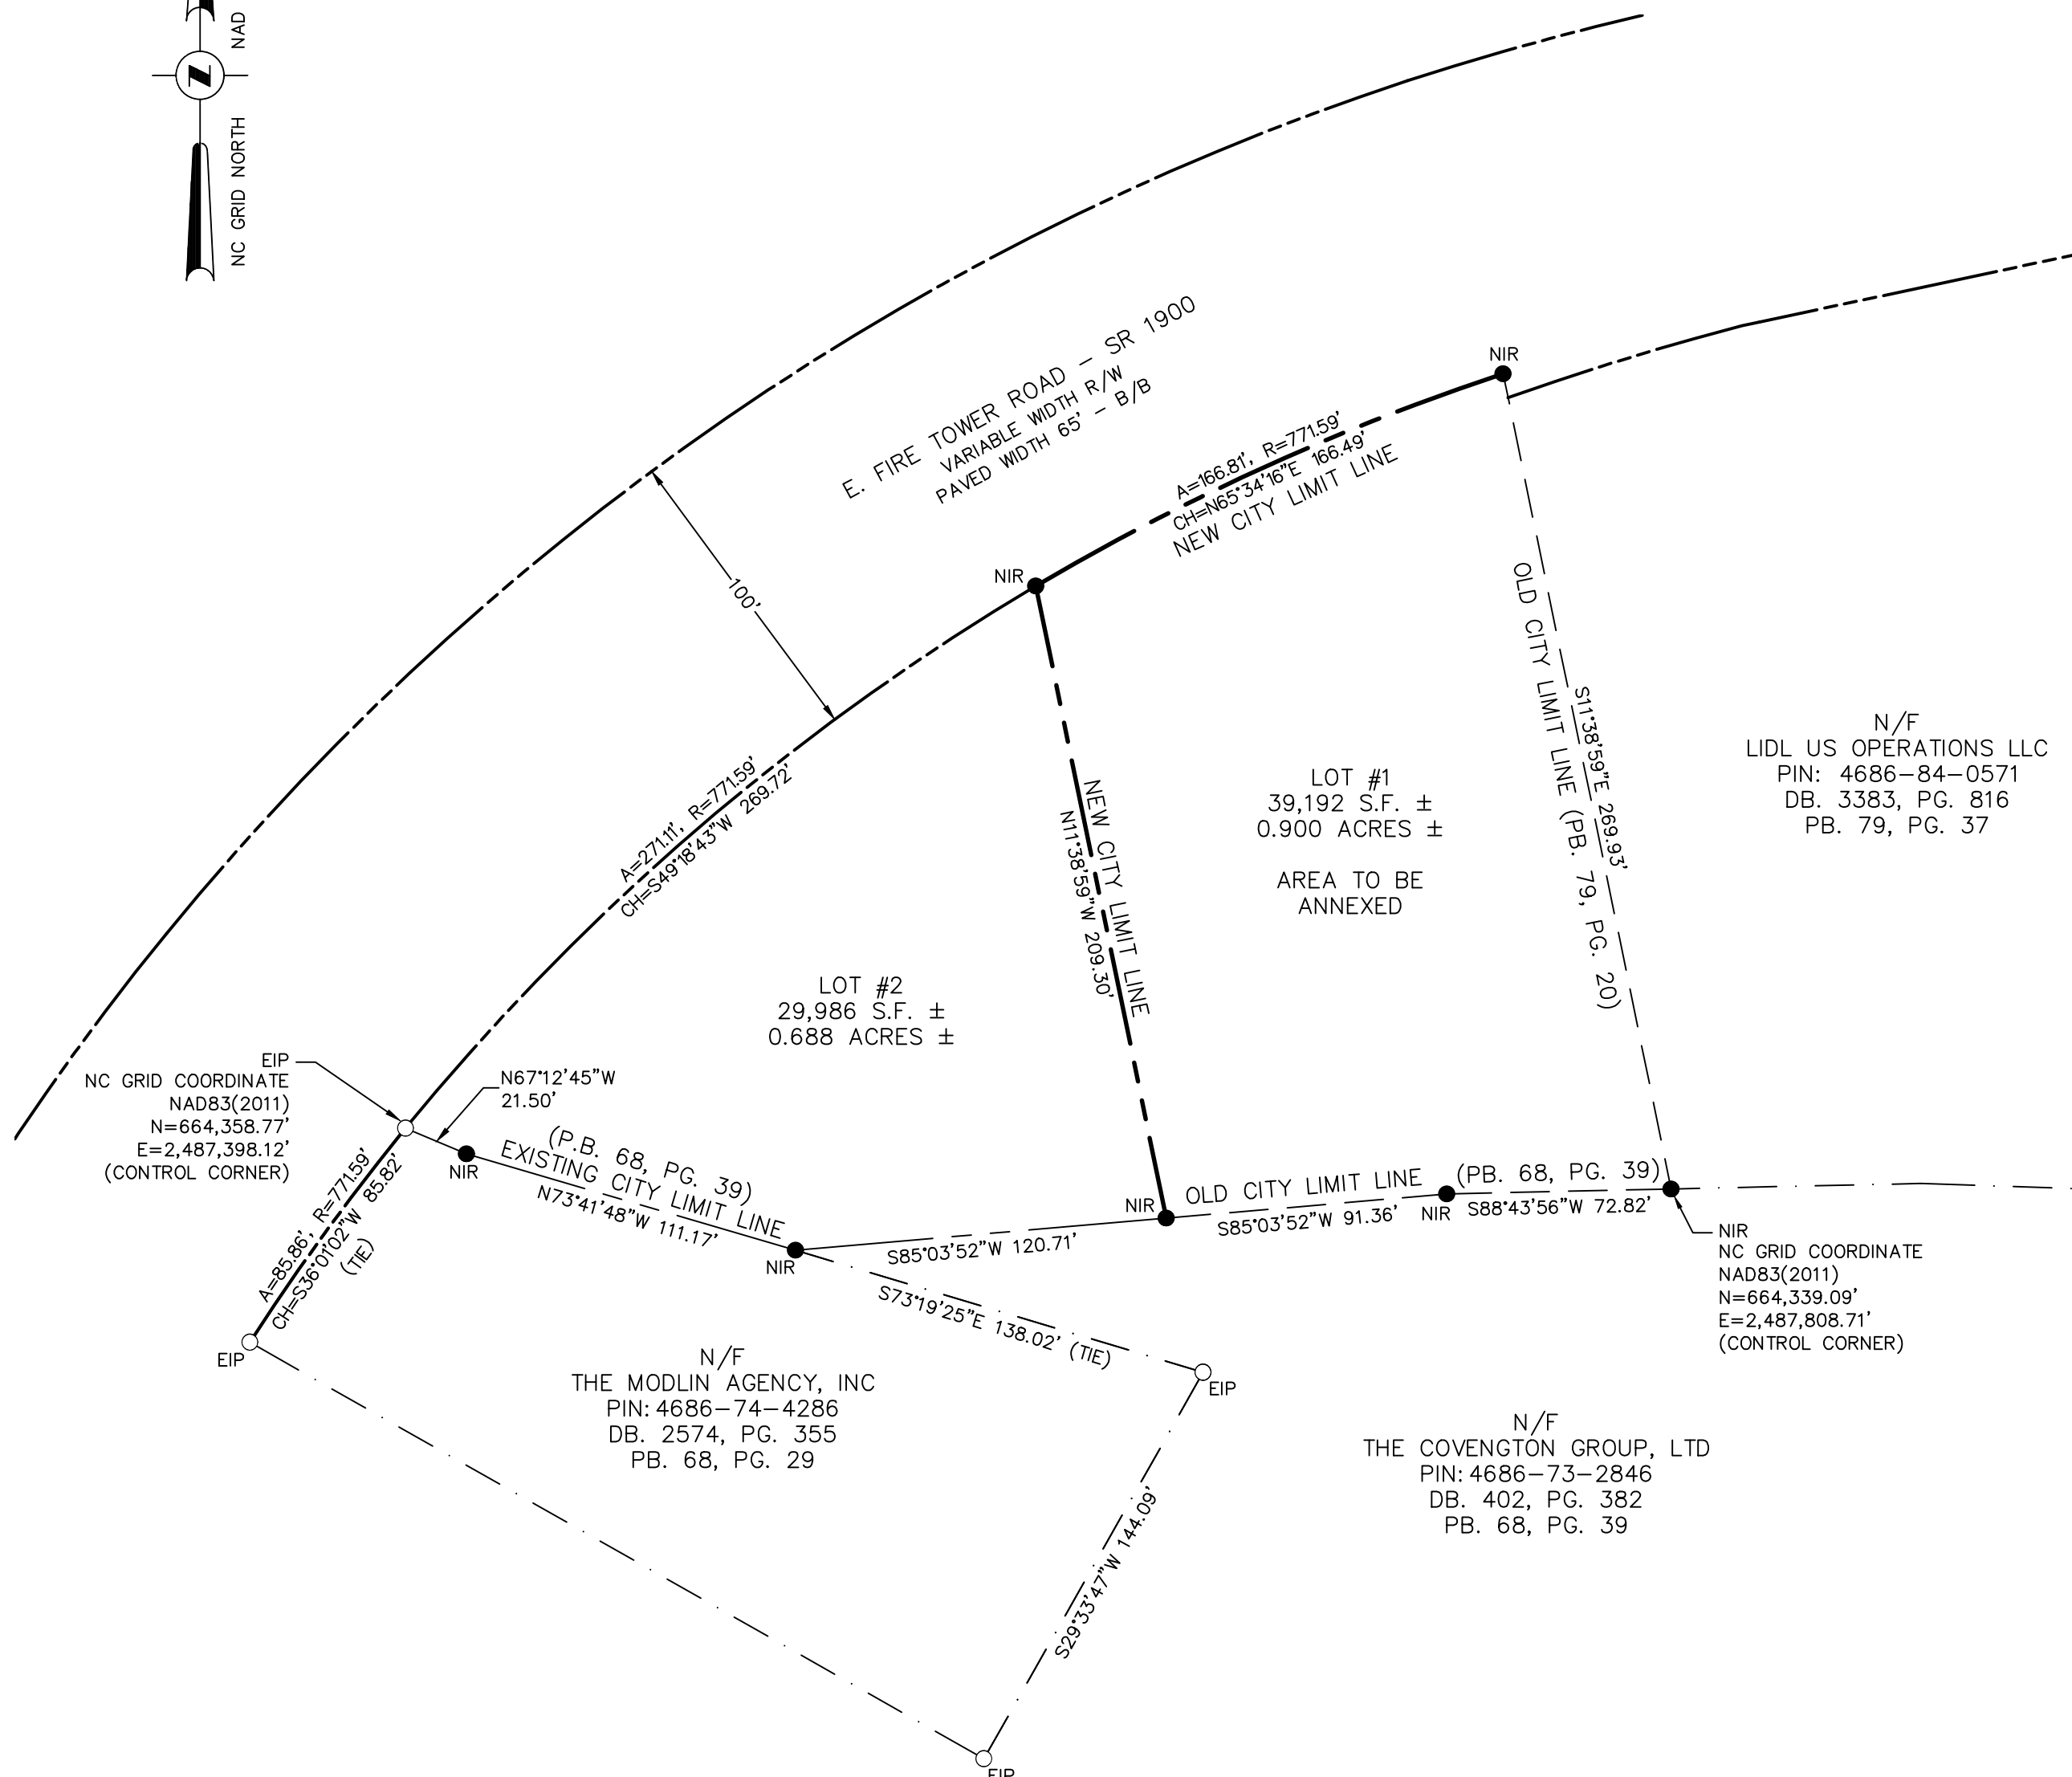 NAD
NC GRID NORTH
E. FIRE TOWER ROAD – SR 1900
VARIABLE WIDTH R/W
PAVED WIDTH 65' – B/B
100'
NIR
A=166.81', R=771.59'
CH=N65°34'16"E 166.49'
NEW CITY LIMIT LINE
NIR
OLD CITY LIMIT LINE (PB. 79, PG. 20)
S11°38'59"E 269.93'
N/F
LIDL US OPERATIONS LLC
PIN: 4686–84–0571
DB. 3383, PG. 816
PB. 79, PG. 37
LOT #1
39,192 S.F. ±
0.900 ACRES ±
AREA TO BE
ANNEXED
NEW CITY LIMIT LINE
N11°38'59"W 209.30'
A=271.11', R=771.59'
CH=S49°18'43"W 269.72'
LOT #2
29,986 S.F. ±
0.688 ACRES ±
EIP
NC GRID COORDINATE
NAD83(2011)
N=664,358.77'
E=2,487,398.12'
(CONTROL CORNER)
N67°12'45"W
21.50'
NIR
(P.B. 68, PG. 39)
EXISTING CITY LIMIT LINE
N73°41'48"W 111.17'
NIR
A=85.86', R=771.59'
CH=S36°01'02"W 85.82'
(TIE)
EIP
NIR
OLD CITY LIMIT LINE (PB. 68, PG. 39)
S85°03'52"W 120.71'
S85°03'52"W 91.36'
NIR
S88°43'56"W 72.82'
NIR
NC GRID COORDINATE
NAD83(2011)
N=664,339.09'
E=2,487,808.71'
(CONTROL CORNER)
S73°19'25"E 138.02' (TIE)
EIP
N/F
THE MODLIN AGENCY, INC
PIN: 4686–74–4286
DB. 2574, PG. 355
PB. 68, PG. 29
N/F
THE COVENGTON GROUP, LTD
PIN: 4686–73–2846
DB. 402, PG. 382
PB. 68, PG. 39
S29°33'47"W 144.09'
EIP